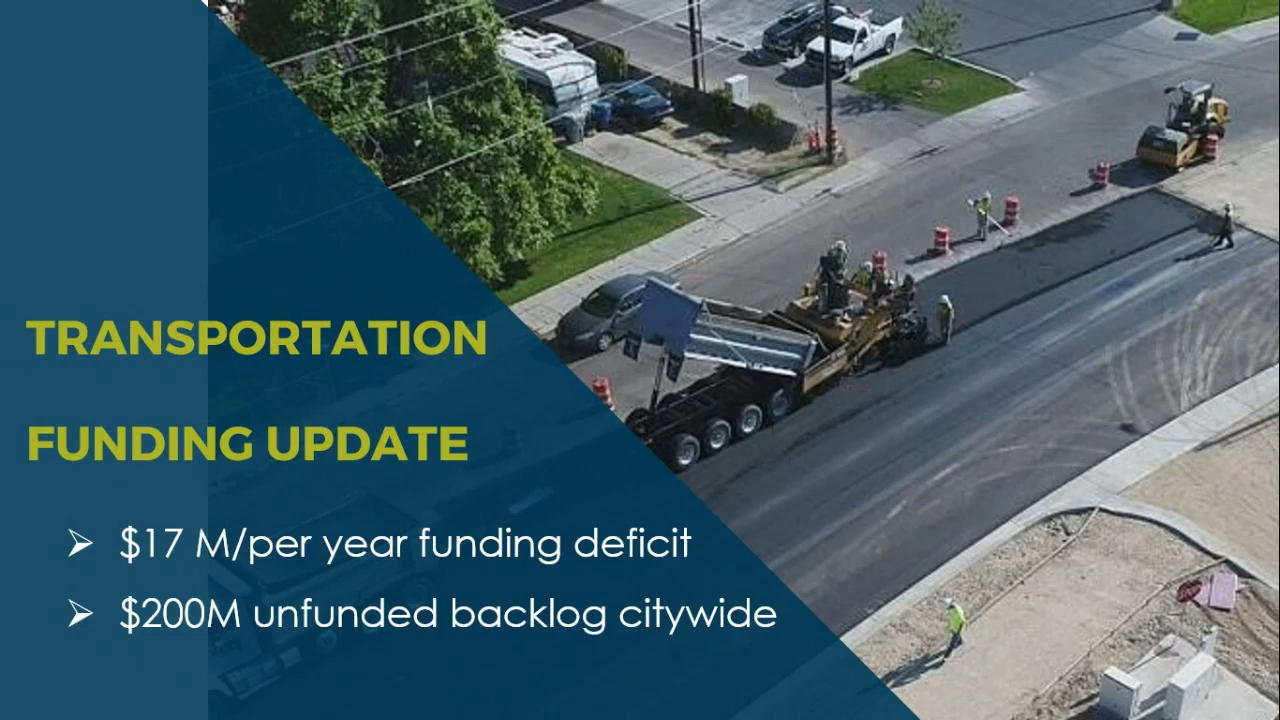 TRANSPORTATION
FUNDING UPDATE
➢ $17 M/per year funding deficit
➢ $200M unfunded backlog citywide